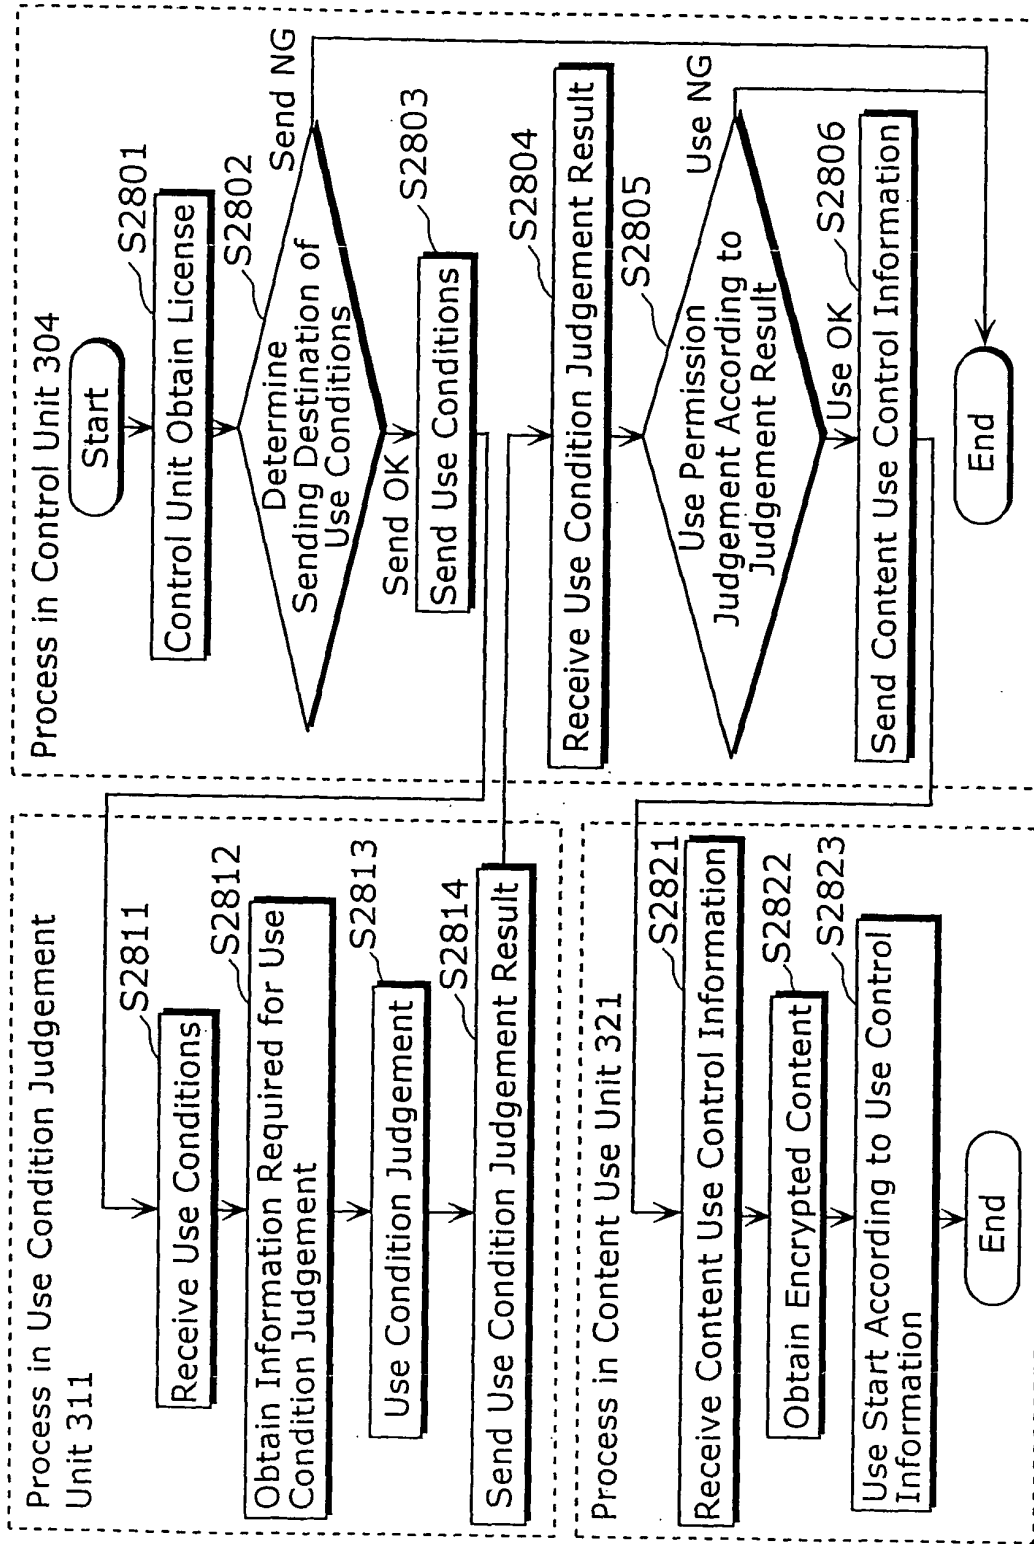 Process in Use Condition Judgement
Unit 311
S2811
Receive Use Conditions
S2812
Obtain Information Required for Use
Condition Judgement
S2813
Use Condition Judgement
S2814
Send Use Condition Judgement Result
Process in Content Use Unit 321
S2821
Receive Content Use Control Information
S2822
Obtain Encrypted Content
S2823
Use Start According to Use Control
Information
End
Process in Control Unit 304
Start
S2801
Control Unit Obtain License
S2802
Determine
Sending Destination of
Use Conditions
Send NG
Send OK
S2803
Send Use Conditions
S2804
Receive Use Condition Judgement Result
S2805
Use Permission
Judgement According to
Judgement Result
Use NG
Use OK
S2806
Send Content Use Control Information
End